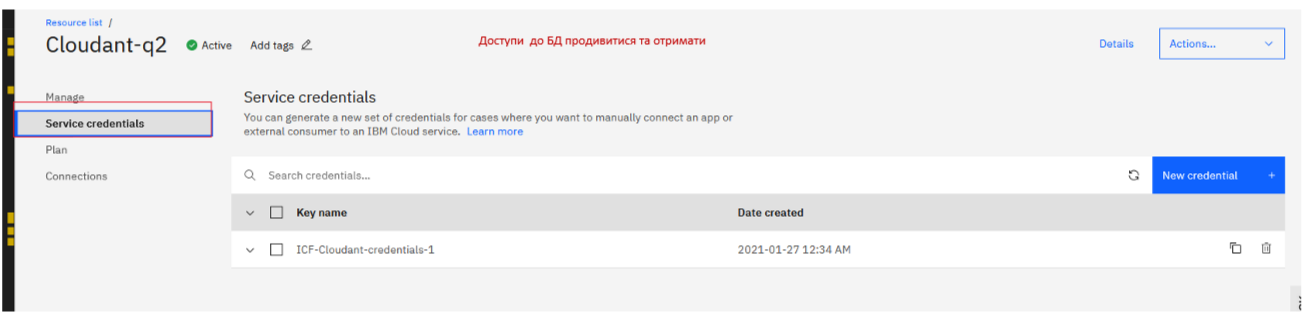 Resource list /
Cloudant-q2 Active Add tags
Доступи до БД продивитися та отримати
Details
Actions...
Manage
Service credentials
Plan
Connections
Service credentials
You can generate a new set of credentials for cases where you want to manually connect an app or
external consumer to an IBM Cloud service. Learn more
Search credentials...
New credential +
Key name Date created
ICF-Cloudant-credentials-1 2021-01-27 12:34 AM